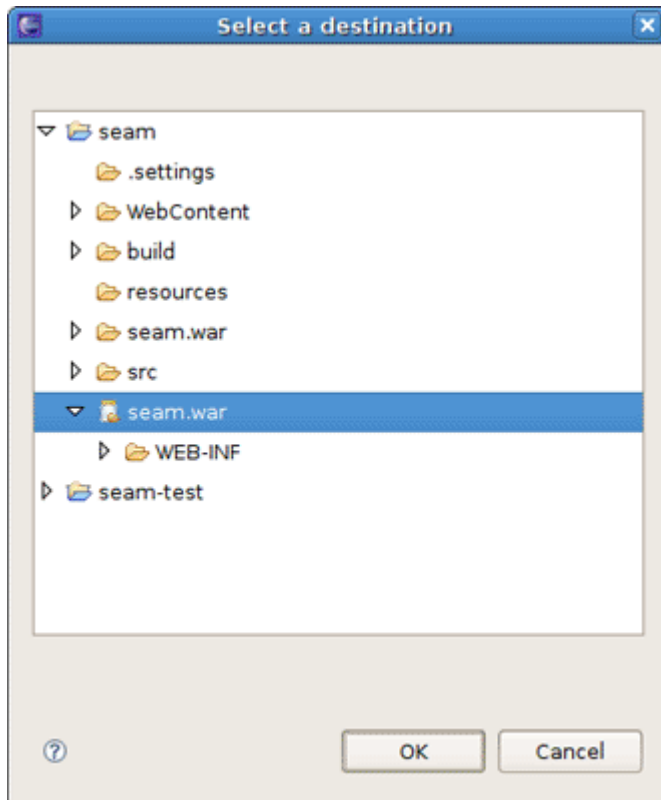 Select a destination
seam
.settings
WebContent
build
resources
seam.war
src
seam.war
WEB-INF
seam-test
?
OK Cancel